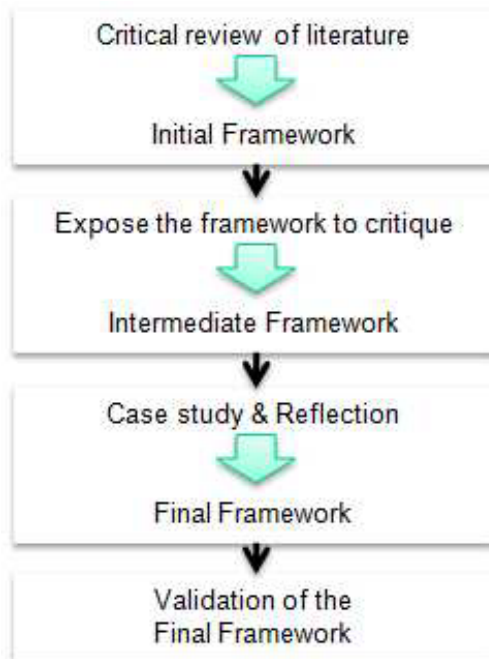 Critical review of literature
Initial Framework
Expose the framework to critique
Intermediate Framework
Case study & Reflection
Final Framework
Validation of the
Final Framework